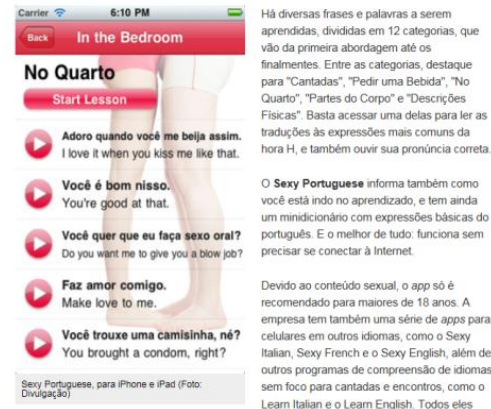 Carrier 6:10 PM
Back In the Bedroom
No Quarto
Start Lesson
Adoro quando você me beija assim.
I love it when you kiss me like that.
Você é bom nisso.
You're good at that.
Você quer que eu faça sexo oral?
Do you want me to give you a blow job?
Faz amor comigo.
Make love to me.
Você trouxe uma camisinha, né?
You brought a condom, right?
Sexy Portuguese, para iPhone e iPad (Foto:
Divulgação)
Há diversas frases e palavras a serem
aprendidas, divididas em 12 categorias, que
vão da primeira abordagem até os
finalmentes. Entre as categorias, destaque
para "Cantadas", "Pedir uma Bebida", "No
Quarto", "Partes do Corpo" e "Descrições
Físicas". Basta acessar uma delas para ler as
traduções às expressões mais comuns da
hora H, e também ouvir sua pronúncia correta.
O Sexy Portuguese informa também como
você está indo no aprendizado, e tem ainda
um minidicionário com expressões básicas do
português. E o melhor de tudo: funciona sem
precisar se conectar à Internet.
Devido ao conteúdo sexual, o app só é
recomendado para maiores de 18 anos. A
empresa tem também uma série de apps para
celulares em outros idiomas, como o Sexy
Italian, Sexy French e o Sexy English, além de
outros programas de compreensão de idiomas
sem foco para cantadas e encontros, como o
Learn Italian e o Learn English. Todos eles